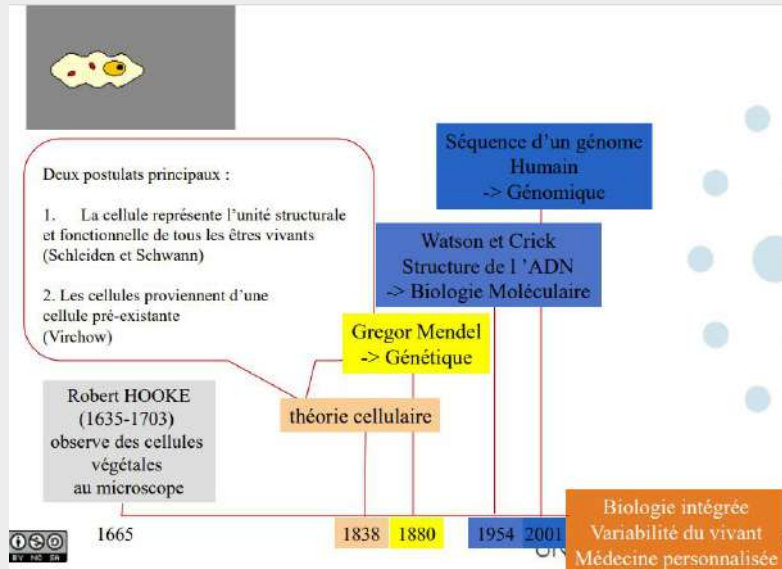 Deux postulats principaux :
1. La cellule représente l'unité structurale
et fonctionnelle de tous les êtres vivants
(Schleiden et Schwann)
2. Les cellules proviennent d'une
cellule pré-existante
(Virchow)
Séquence d'un génome
Humain
-> Génomique
Watson et Crick
Structure de l 'ADN
-> Biologie Moléculaire
Gregor Mendel
-> Génétique
théorie cellulaire
Robert HOOKE
(1635-1703)
observe des cellules
végétales
au microscope
1665
1838
1880
1954
2001
Biologie intégrée
Variabilité du vivant
Médecine personnalisée
BY NC SA